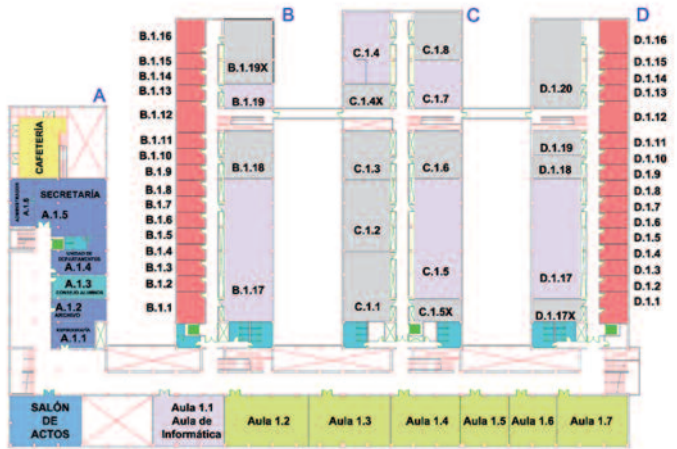 A
B
C
D
CAFETERÍA
SECRETARÍA
ADMINISTRADOR
A.1.6
A.1.5
UNIDAD DE
DEPARTAMENTOS
A.1.4
A.1.3
A.1.2
ARCHIVO
REPROGRAFÍA
A.1.1
B.1.16
B.1.15
B.1.14
B.1.13
B.1.12
B.1.11
B.1.10
B.1.9
B.1.8
B.1.7
B.1.6
B.1.5
B.1.4
B.1.3
B.1.2
B.1.1
B.1.19X
B.1.19
B.1.18
B.1.17
C.1.4
C.1.4X
C.1.3
C.1.2
C.1.1
C.1.8
C.1.7
C.1.6
C.1.5
C.1.5X
D.1.20
D.1.19
D.1.18
D.1.17
D.1.17X
D.1.16
D.1.15
D.1.14
D.1.13
D.1.12
D.1.11
D.1.10
D.1.9
D.1.8
D.1.7
D.1.6
D.1.5
D.1.4
D.1.3
D.1.2
D.1.1
SALÓN
DE
ACTOS
Aula 1.1
Aula de
Informática
Aula 1.2
Aula 1.3
Aula 1.4
Aula 1.5
Aula 1.6
Aula 1.7